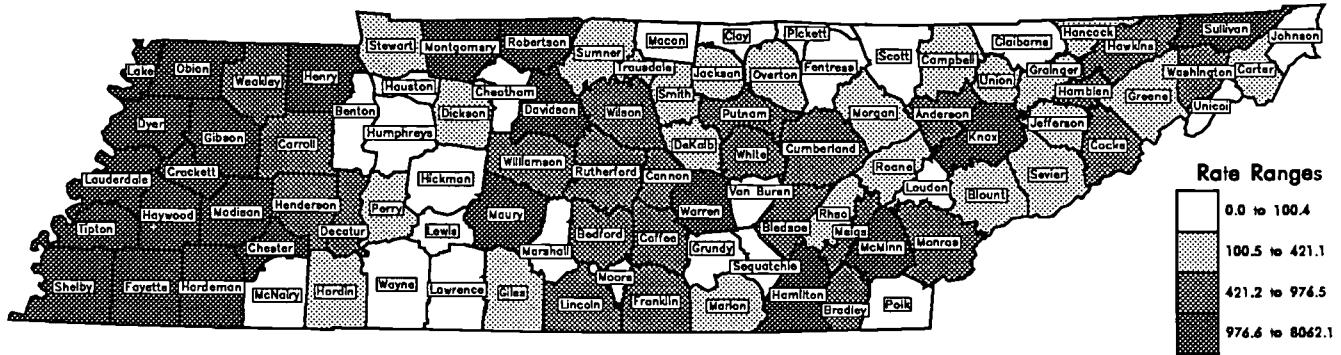 Lake
Obion
Weakley
Henry
Stewart
Montgomery
Robertson
Sumner
Macon
Clay
Pickett
Scott
Claiborne
Hancock
Hawkins
Sullivan
Johnson
Trousdale
Jackson
Overton
Fentress
Campbell
Union
Grainger
Hamblen
Washington
Carter
Unicoi
Greene
Houston
Dickson
Cheatham
Davidson
Wilson
Smith
Putnam
Morgan
Anderson
Knox
Jefferson
Cocke
Dyer
Gibson
Carroll
Benton
Humphreys
Williamson
Rutherford
Cannon
DeKalb
White
Cumberland
Roane
Loudon
Blount
Sevier
Lauderdale
Crockett
Tipton
Haywood
Madison
Henderson
Decatur
Chester
Perry
Hickman
Lewis
Maury
Marshall
Bedford
Coffee
Warren
Van Buren
Bledsoe
Rhea
Meigs
McMinn
Monroe
Shelby
Fayette
Hardeman
McNairy
Hardin
Wayne
Lawrence
Giles
Lincoln
Moore
Franklin
Grundy
Sequatchie
Marion
Hamilton
Bradley
Polk
Rate Ranges
0.0 to 100.4
100.5 to 421.1
421.2 to 976.5
976.6 to 8062.1